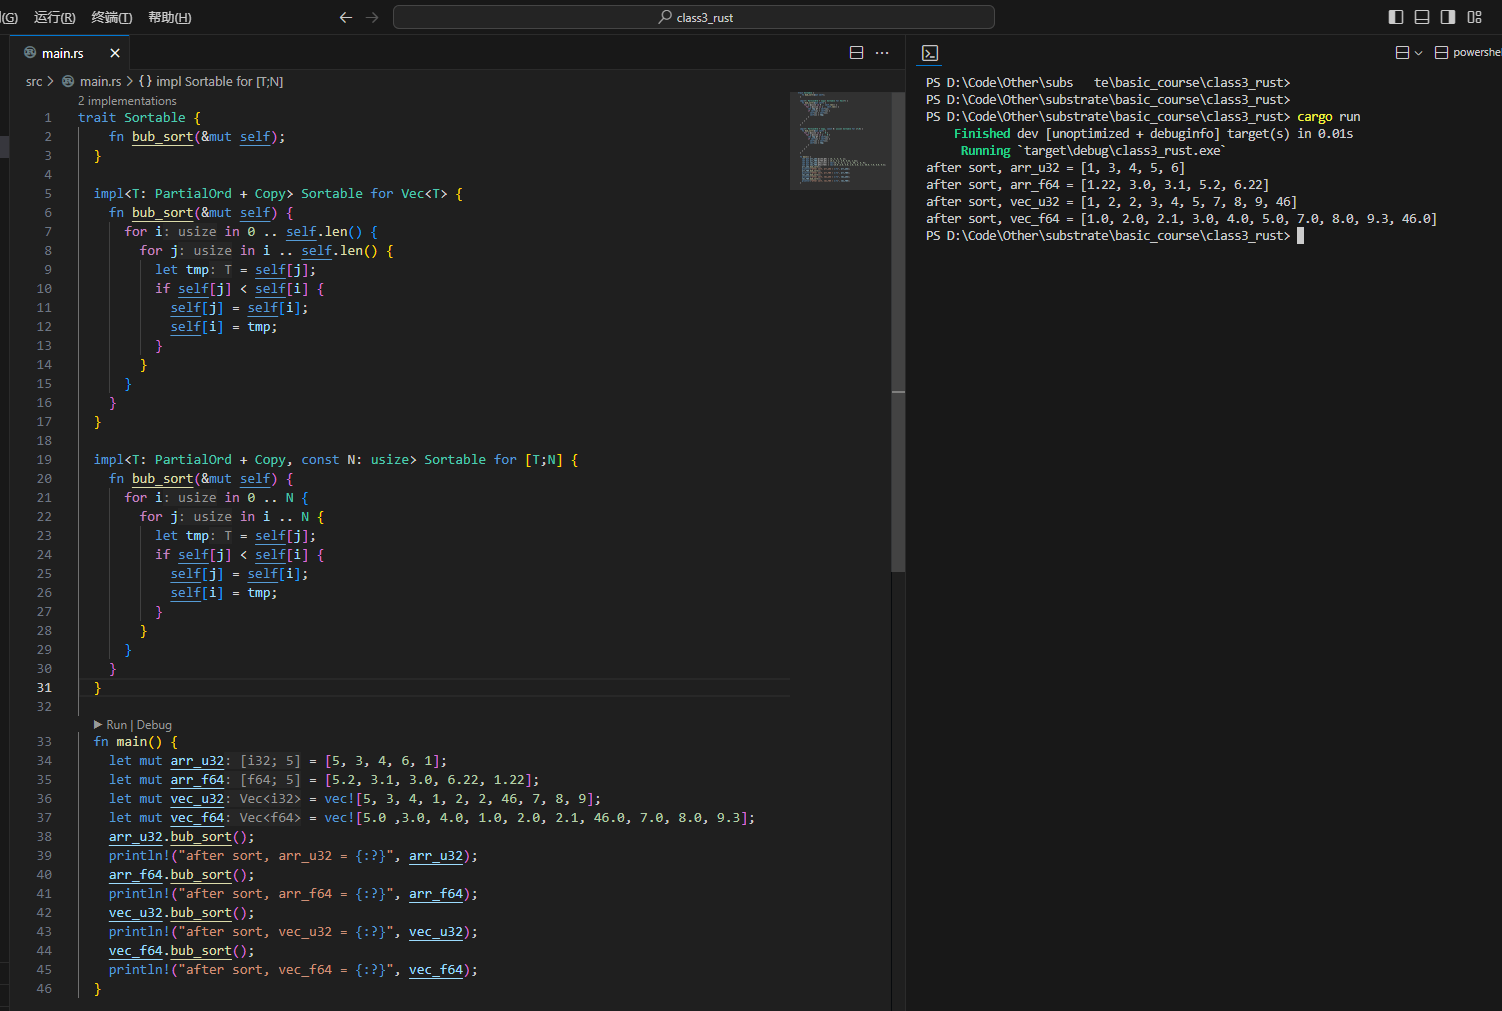 (G) 运行(R) 终端(T) 帮助(H) class3_rust
main.rs
src > main.rs > {} impl Sortable for [T;N]
2 implementations
1 trait Sortable {
2 fn bub_sort(&mut self);
3 }
4
5 impl<T: PartialOrd + Copy> Sortable for Vec<T> {
6 fn bub_sort(&mut self) {
7 for i: usize in 0 .. self.len() {
8 for j: usize in i .. self.len() {
9 let tmp: T = self[j];
10 if self[j] < self[i] {
11 self[j] = self[i];
12 self[i] = tmp;
13 }
14 }
15 }
16 }
17 }
18
19 impl<T: PartialOrd + Copy, const N: usize> Sortable for [T;N] {
20 fn bub_sort(&mut self) {
21 for i: usize in 0 .. N {
22 for j: usize in i .. N {
23 let tmp: T = self[j];
24 if self[j] < self[i] {
25 self[j] = self[i];
26 self[i] = tmp;
27 }
28 }
29 }
30 }
31 }
32
Run | Debug
33 fn main() {
34 let mut arr_u32: [i32; 5] = [5, 3, 4, 6, 1];
35 let mut arr_f64: [f64; 5] = [5.2, 3.1, 3.0, 6.22, 1.22];
36 let mut vec_u32: Vec<i32> = vec![5, 3, 4, 1, 2, 2, 46, 7, 8, 9];
37 let mut vec_f64: Vec<f64> = vec![5.0 ,3.0, 4.0, 1.0, 2.0, 2.1, 46.0, 7.0, 8.0, 9.3];
38 arr_u32.bub_sort();
39 println!("after sort, arr_u32 = {:?}", arr_u32);
40 arr_f64.bub_sort();
41 println!("after sort, arr_f64 = {:?}", arr_f64);
42 vec_u32.bub_sort();
43 println!("after sort, vec_u32 = {:?}", vec_u32);
44 vec_f64.bub_sort();
45 println!("after sort, vec_f64 = {:?}", vec_f64);
46 }
powershe
PS D:\Code\Other\subs te\basic_course\class3_rust>
PS D:\Code\Other\substrate\basic_course\class3_rust>
PS D:\Code\Other\substrate\basic_course\class3_rust> cargo run
Finished dev [unoptimized + debuginfo] target(s) in 0.01s
Running `target\debug\class3_rust.exe`
after sort, arr_u32 = [1, 3, 4, 5, 6]
after sort, arr_f64 = [1.22, 3.0, 3.1, 5.2, 6.22]
after sort, vec_u32 = [1, 2, 2, 3, 4, 5, 7, 8, 9, 46]
after sort, vec_f64 = [1.0, 2.0, 2.1, 3.0, 4.0, 5.0, 7.0, 8.0, 9.3, 46.0]
PS D:\Code\Other\substrate\basic_course\class3_rust>